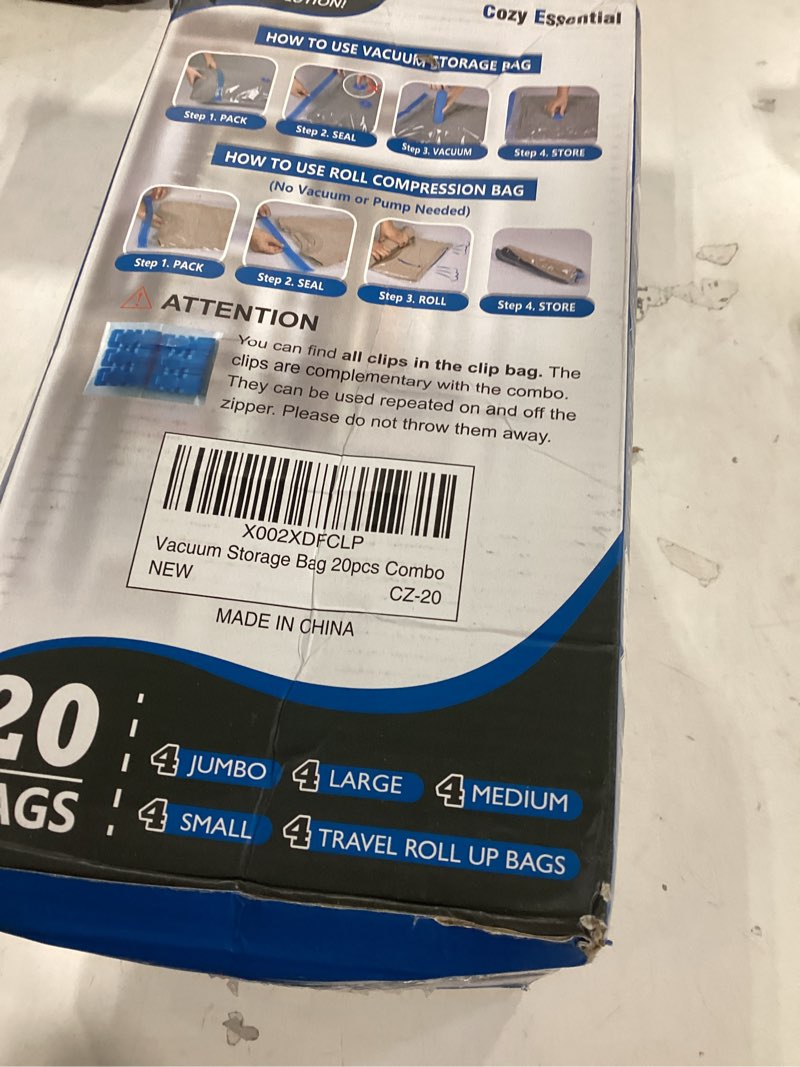 Cozy Essential
HOW TO USE VACUUM STORAGE BAG
Step 1. PACK
Step 2. SEAL
Step 3. VACUUM
Step 4. STORE
HOW TO USE ROLL COMPRESSION BAG
(No Vacuum or Pump Needed)
Step 1. PACK
Step 2. SEAL
Step 3. ROLL
Step 4. STORE
ATTENTION
You can find all clips in the clip bag. The
clips are complementary with the combo.
They can be used repeated on and off the
zipper. Please do not throw them away.
X002XDFCLP
Vacuum Storage Bag 20pcs Combo
NEW
CZ-20
MADE IN CHINA
20
AGS
4 JUMBO 4 LARGE 4 MEDIUM
4 SMALL 4 TRAVEL ROLL UP BAGS